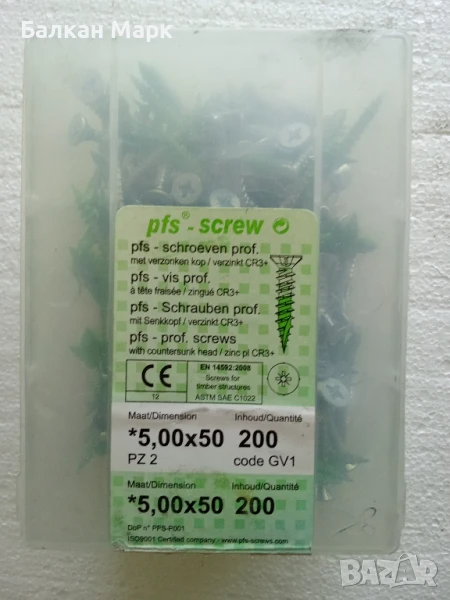 Балкан Марк
pfs® - screw
pfs - schroeven prof.
met verzonken kop / verzinkt CR3+
pfs - vis prof.
à tête fraisée / zingué CR3+
pfs - Schrauben prof.
mit Senkkopf / verzinkt CR3+
pfs - prof. screws
with countersunk head / zinc pl CR3+
CE
12
EN 14592:2008
Screws for
timber structures
ASTM SAE C1022
Maat/Dimension Inhoud/Quantité
*5,00x50 200
PZ 2 code GV1
Maat/Dimension Inhoud/Quantité
*5,00x50 200
DoP n° PFS-P001
ISO9001 Certified company - www.pfs-screws.com
BAZAR